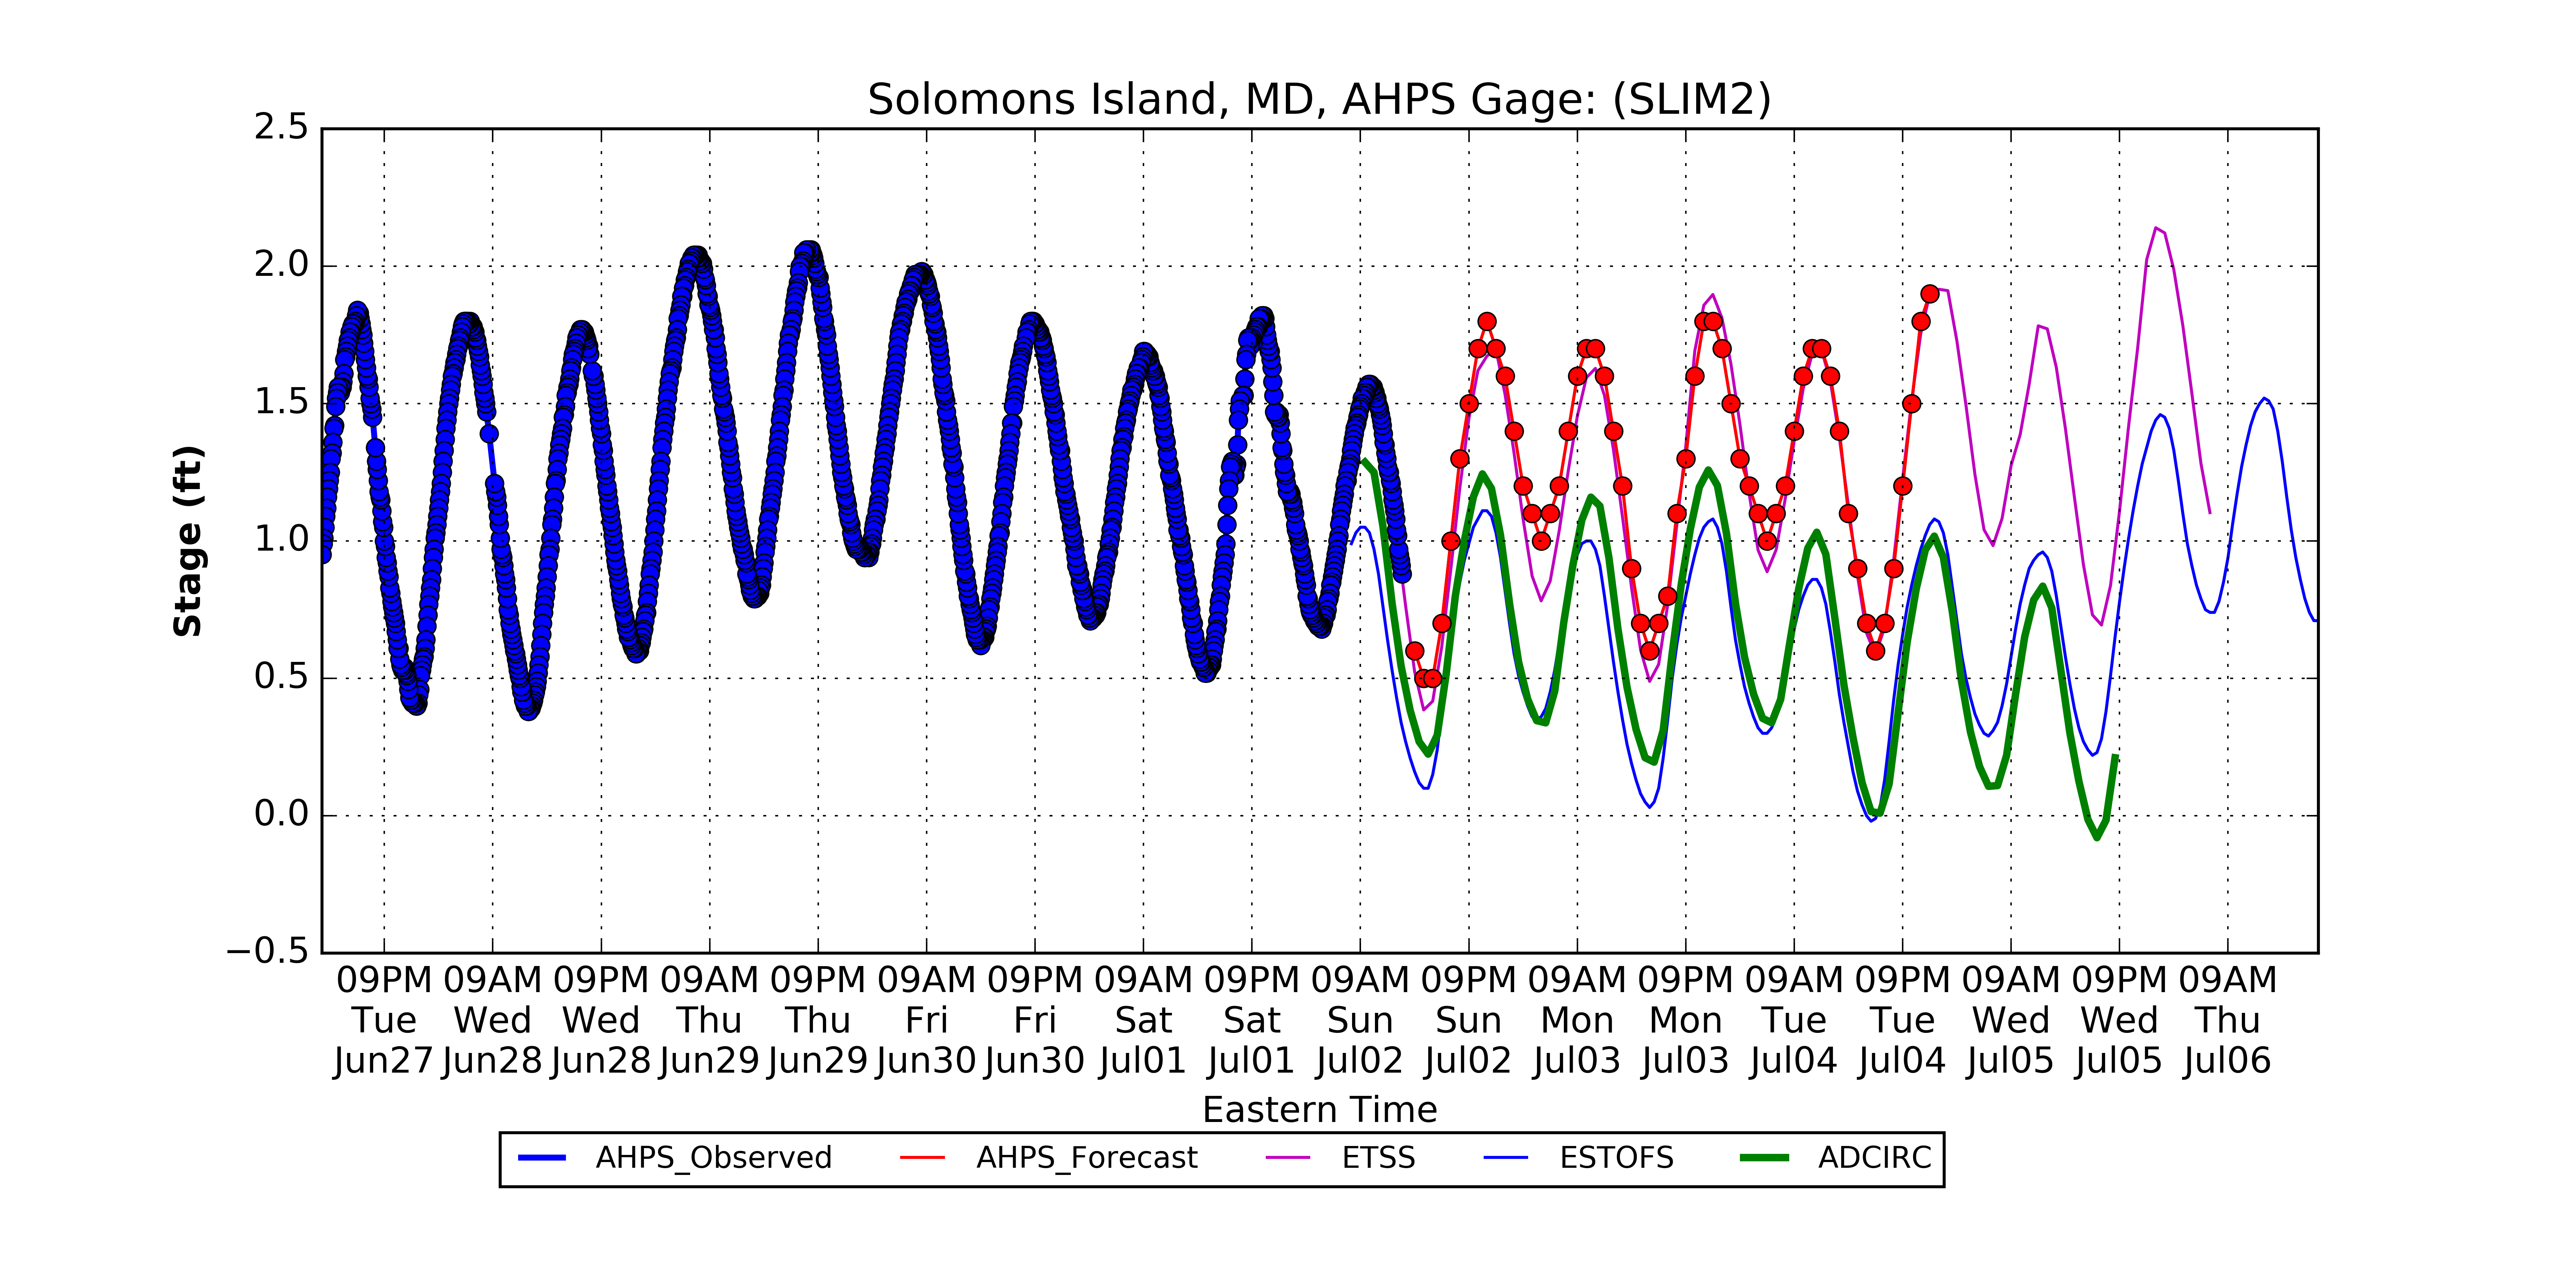 Solomons Island, MD, AHPS Gage: (SLIM2)
Stage (ft)
2.5
2.0
1.5
1.0
0.5
0.0
−0.5
09PM 09AM 09PM 09AM 09PM 09AM 09PM 09AM 09PM 09AM 09PM 09AM 09PM 09AM 09PM 09AM 09PM 09AM
Tue Wed Wed Thu Thu Fri Fri Sat Sat Sun Sun Mon Mon Tue Tue Wed Wed Thu
Jun27 Jun28 Jun28 Jun29 Jun29 Jun30 Jun30 Jul01 Jul01 Jul02 Jul02 Jul03 Jul03 Jul04 Jul04 Jul05 Jul05 Jul06
Eastern Time
AHPS_Observed AHPS_Forecast ETSS ESTOFS ADCIRC